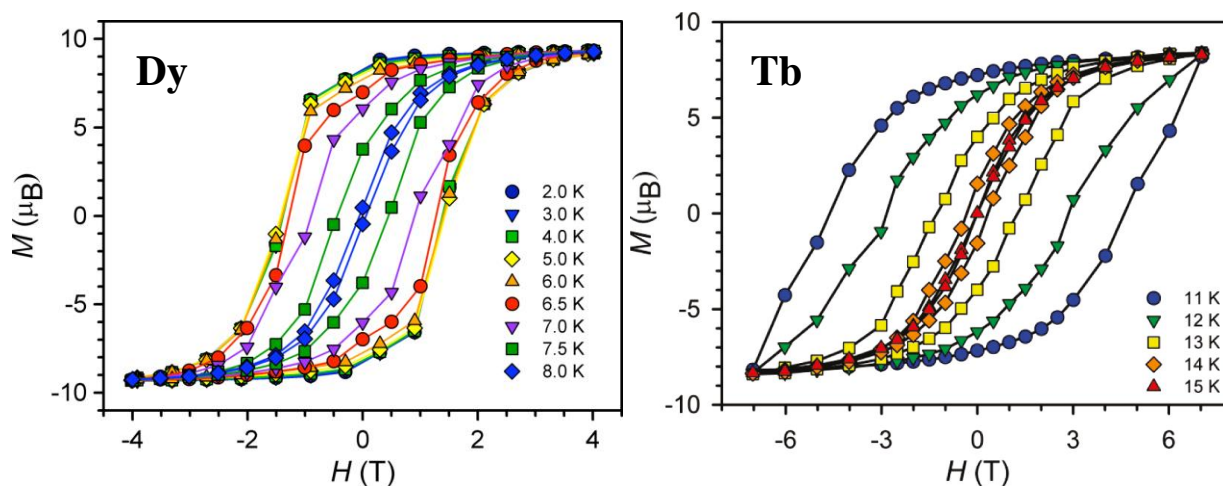 Dy
10
5
0
-5
-10
M (μB)
2.0 K
3.0 K
4.0 K
5.0 K
6.0 K
6.5 K
7.0 K
7.5 K
8.0 K
-4
-2
0
2
4
H (T)
Tb
10
5
0
-5
-10
M (μB)
11 K
12 K
13 K
14 K
15 K
-6
-3
0
3
6
H (T)